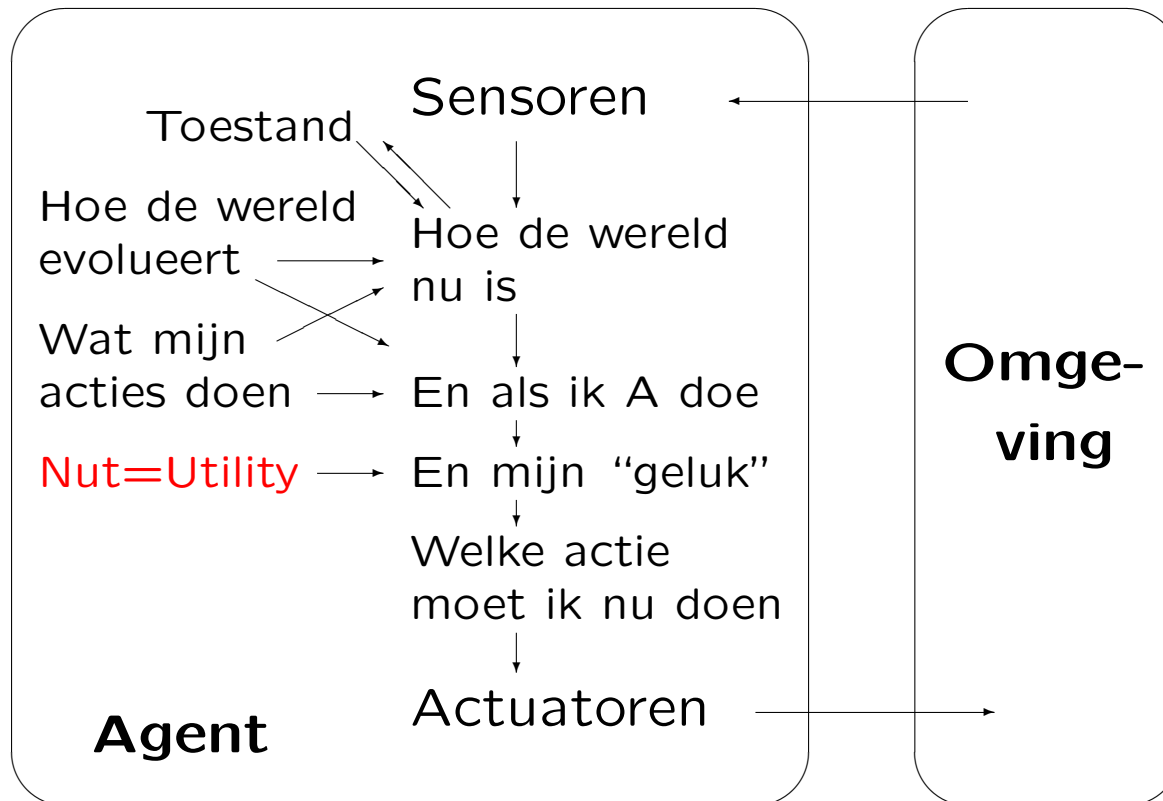 Sensoren
Toestand
Hoe de wereld
evolueert
Hoe de wereld
nu is
Wat mijn
acties doen
En als ik A doe
Nut=Utility
En mijn “geluk”
Welke actie
moet ik nu doen
Actuatoren
Agent
Omge-
ving